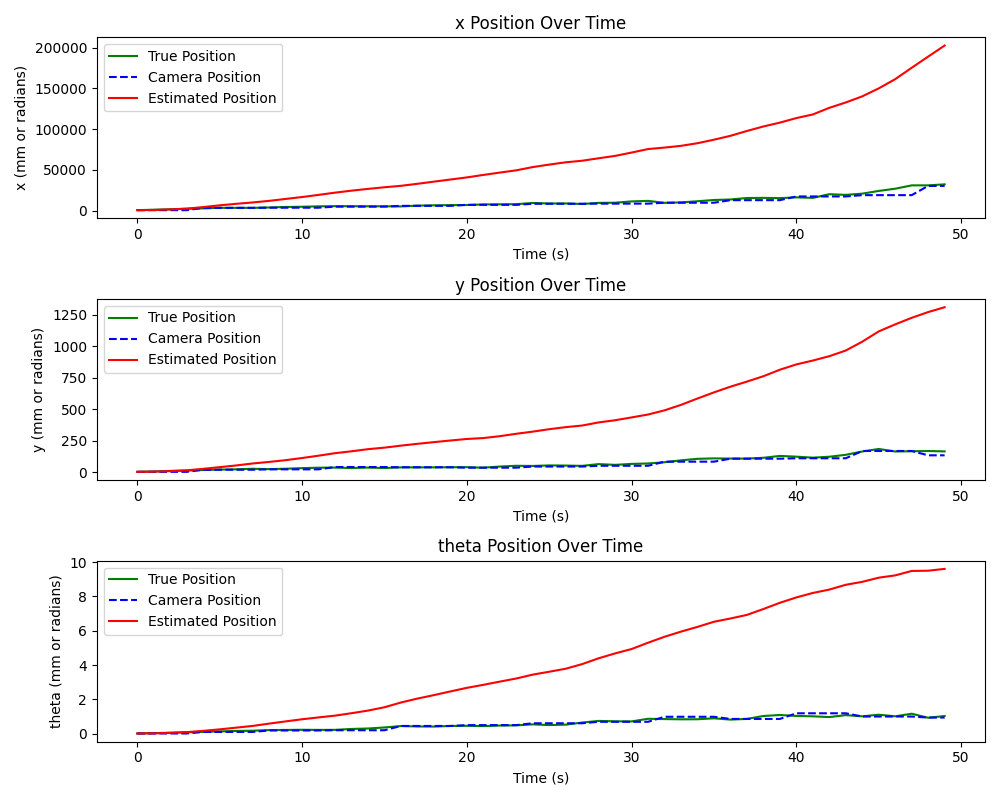 x Position Over Time
200000
150000
100000
50000
0
x (mm or radians)
True Position
Camera Position
Estimated Position
0 10 20 30 40 50
Time (s)
y Position Over Time
1250
1000
750
500
250
0
y (mm or radians)
True Position
Camera Position
Estimated Position
0 10 20 30 40 50
Time (s)
theta Position Over Time
10
8
6
4
2
0
theta (mm or radians)
True Position
Camera Position
Estimated Position
0 10 20 30 40 50
Time (s)